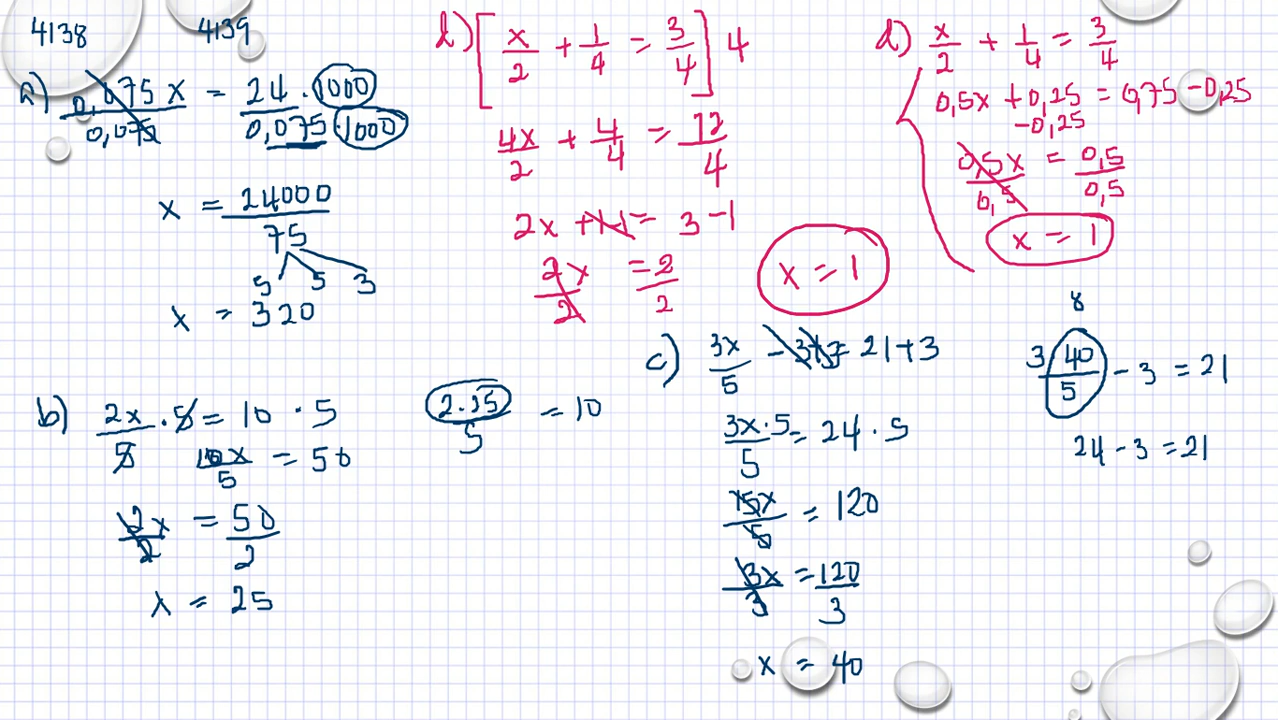 4138 4139
a) 0,075x/0,075 = 24 · 1000/0,075 1000
x = 24000/75
5 5 3
x = 320
b) 2x/5 · 5 = 10 · 5
10x/5 = 50
2x/2 = 50/2
x = 25
2·25/5 = 10
d) [x/2 + 1/4 = 3/4] 4
4x/2 + 4/4 = 12/4
2x + 1 - 1 = 3 - 1
2x/2 = 2/2
x = 1
d) x/2 + 1/4 = 3/4
0,5x + 0,25 = 0,75 - 0,25
-0,25
0,5x/0,5 = 0,5/0,5
x = 1
c) 3x/5 - 3 + 3 = 21 + 3
3x · 5/5 = 24 · 5
15x/5 = 120
3x/3 = 120/3
x = 40
8
3 40/5 - 3 = 21
24 - 3 = 21